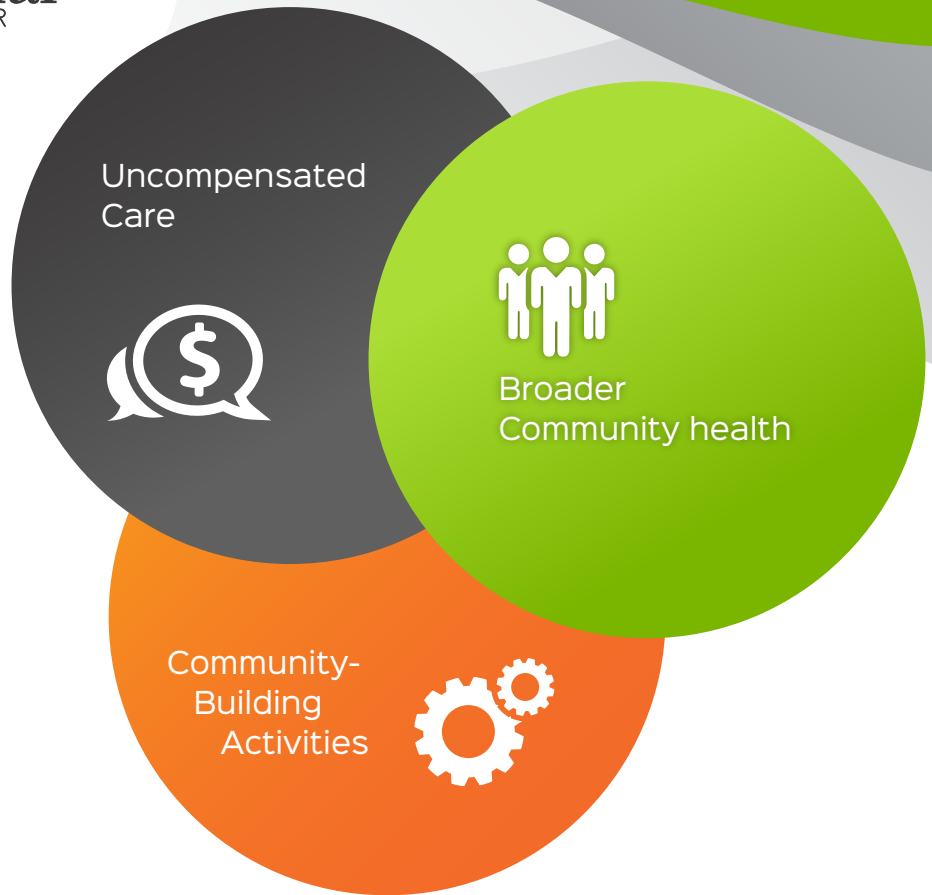 Uncompensated
Care
$
Broader
Community health
Community-
Building
Activities